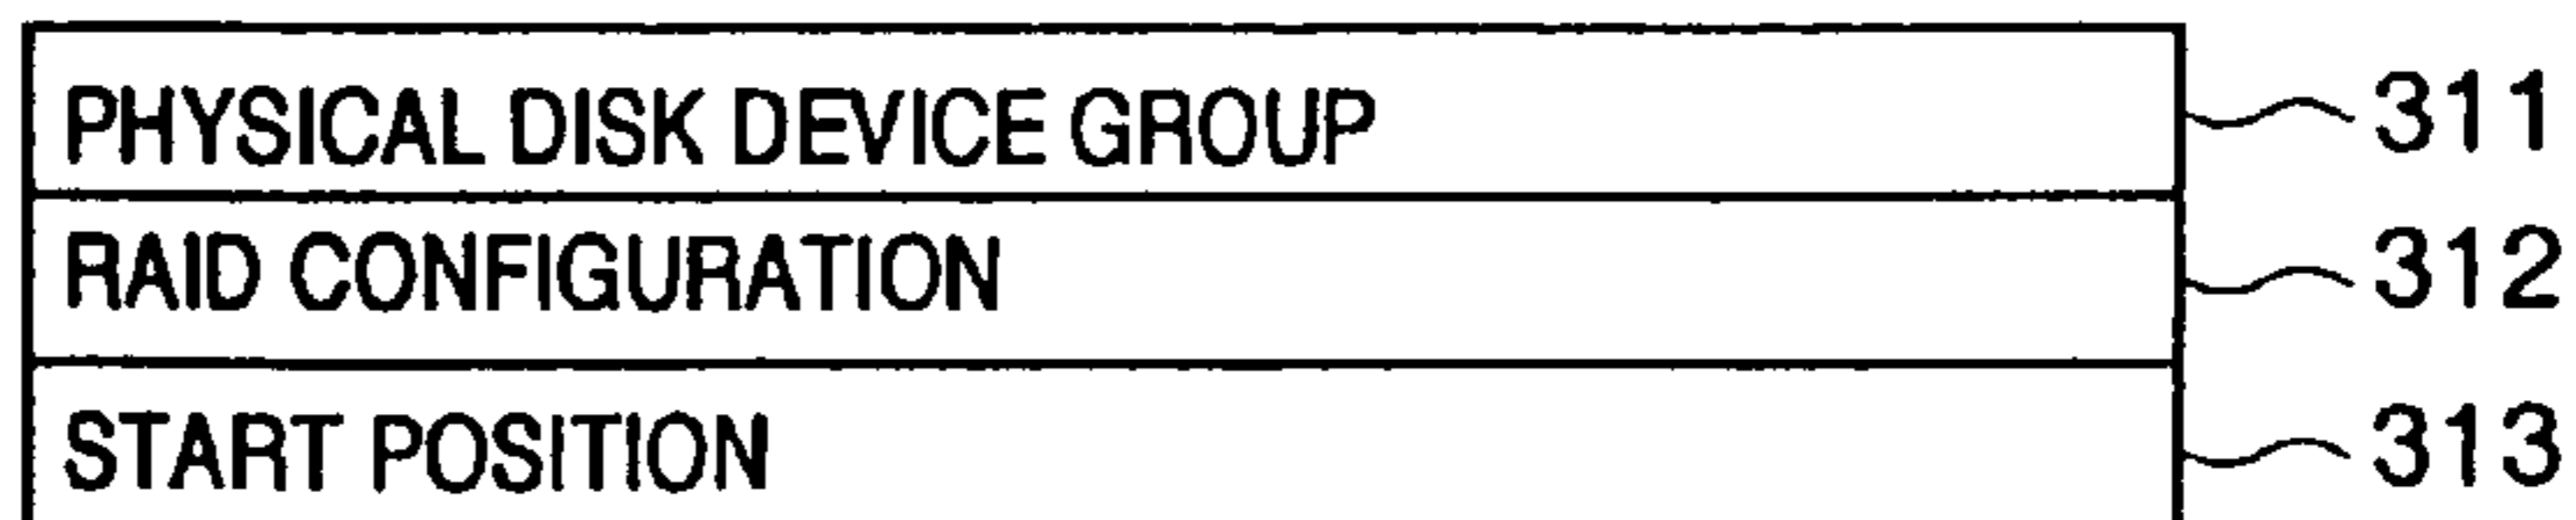 PHYSICAL DISK DEVICE GROUP 311
RAID CONFIGURATION 312
START POSITION 313